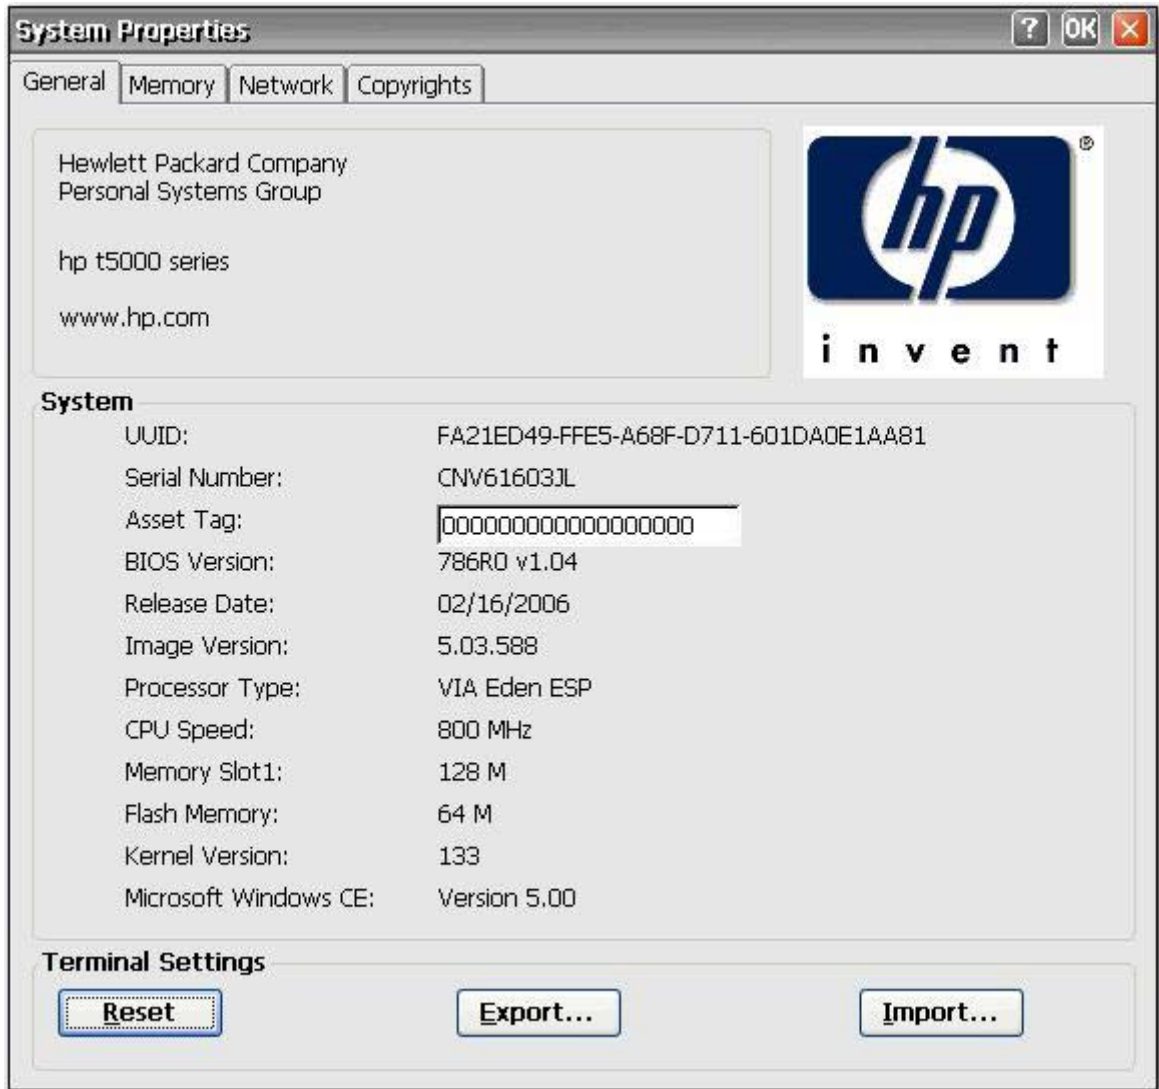 System Properties ? OK X
General Memory Network Copyrights
Hewlett Packard Company
Personal Systems Group
hp t5000 series
www.hp.com
hp ®
invent
System
UUID: FA21ED49-FFE5-A68F-D711-601DA0E1AA81
Serial Number: CNV61603JL
Asset Tag: 000000000000000000
BIOS Version: 786R0 v1.04
Release Date: 02/16/2006
Image Version: 5.03.588
Processor Type: VIA Eden ESP
CPU Speed: 800 MHz
Memory Slot1: 128 M
Flash Memory: 64 M
Kernel Version: 133
Microsoft Windows CE: Version 5.00
Terminal Settings
Reset Export... Import...